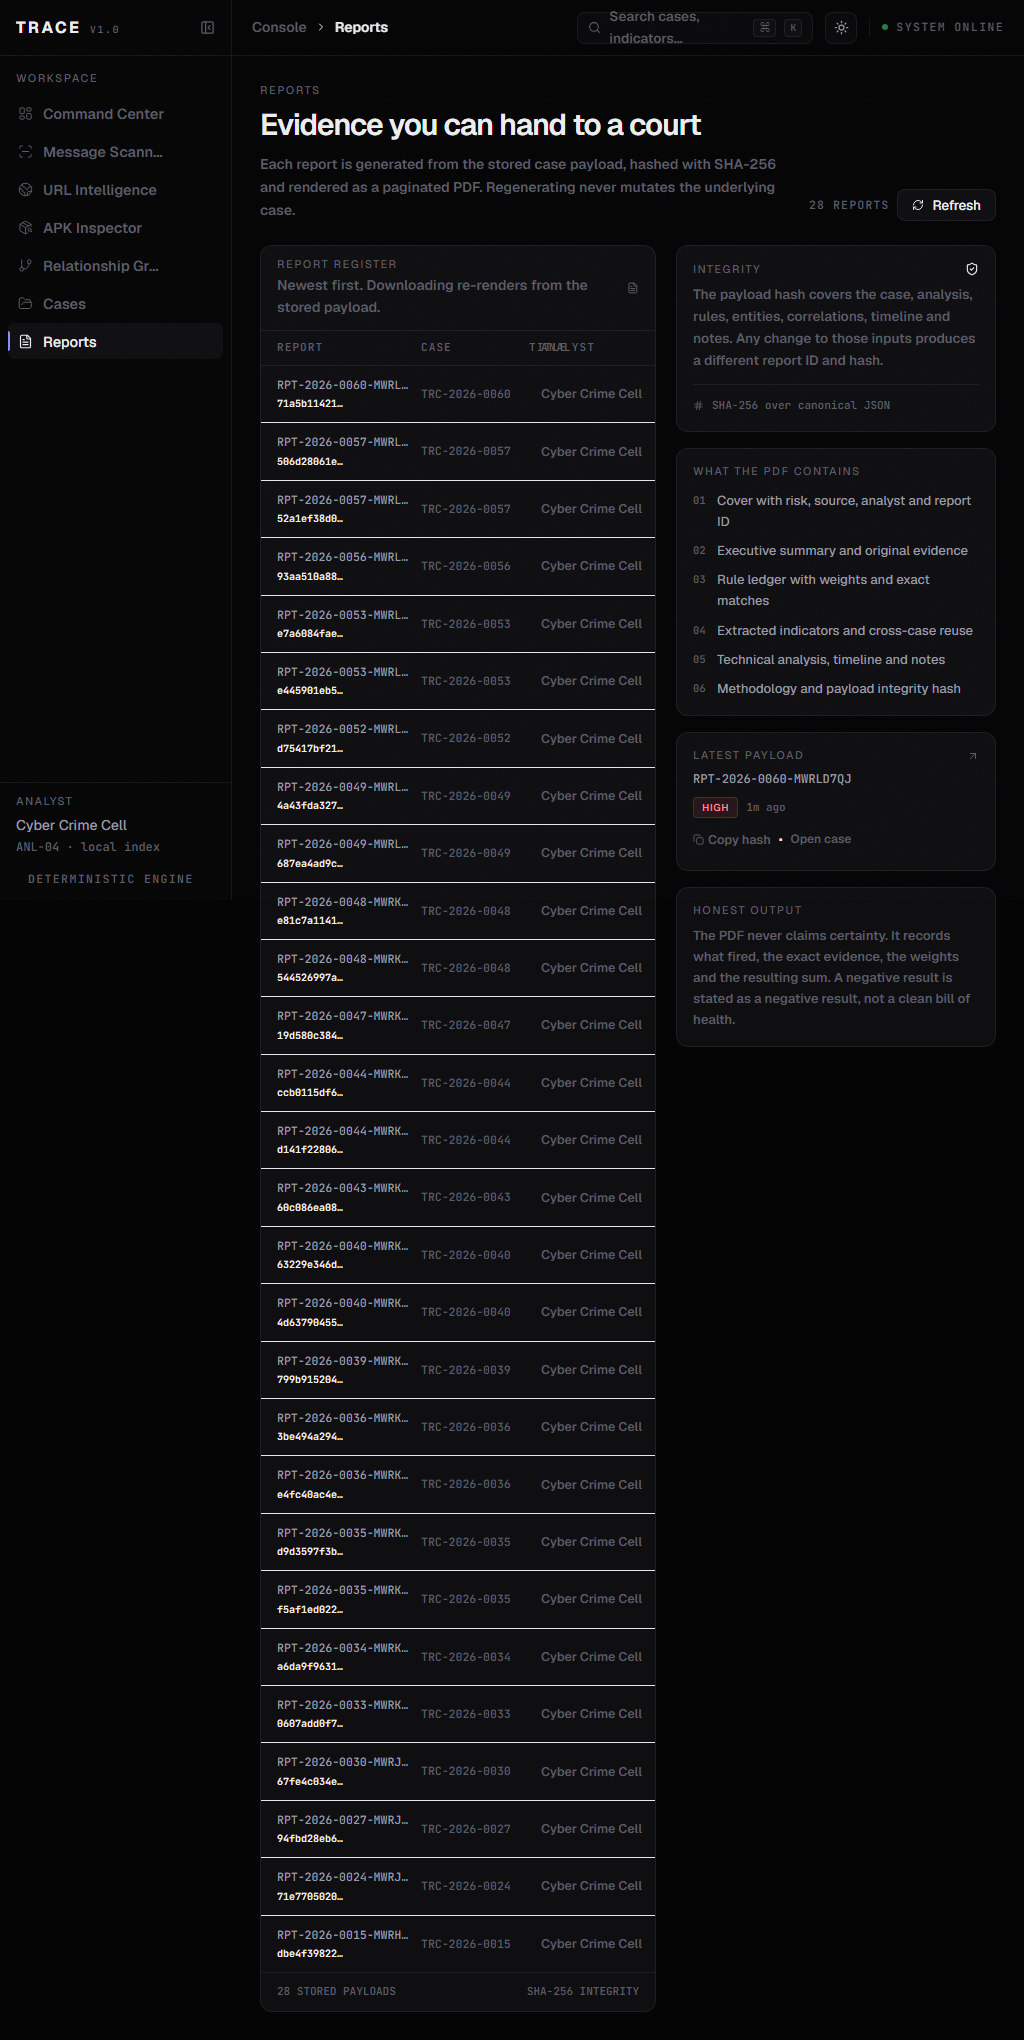 TRACE V1.0
Console > Reports
Search cases, indicators…
⌘ K
SYSTEM ONLINE
WORKSPACE
Command Center
Message Scann…
URL Intelligence
APK Inspector
Relationship Gr…
Cases
Reports
ANALYST
Cyber Crime Cell
ANL-04 · local index
DETERMINISTIC ENGINE
REPORTS
Evidence you can hand to a court
Each report is generated from the stored case payload, hashed with SHA-256
and rendered as a paginated PDF. Regenerating never mutates the underlying
case.
28 REPORTS
Refresh
REPORT REGISTER
Newest first. Downloading re-renders from the
stored payload.
REPORT CASE TITLE ANALYST
RPT-2026-0060-MWRL… TRC-2026-0060 Cyber Crime Cell
71a5b11421…
RPT-2026-0057-MWRL… TRC-2026-0057 Cyber Crime Cell
506d28061e…
RPT-2026-0057-MWRL… TRC-2026-0057 Cyber Crime Cell
52a1ef38d0…
RPT-2026-0056-MWRL… TRC-2026-0056 Cyber Crime Cell
93aa510a88…
RPT-2026-0053-MWRL… TRC-2026-0053 Cyber Crime Cell
e7a6084fae…
RPT-2026-0053-MWRL… TRC-2026-0053 Cyber Crime Cell
e445901eb5…
RPT-2026-0052-MWRL… TRC-2026-0052 Cyber Crime Cell
d75417bf21…
RPT-2026-0049-MWRL… TRC-2026-0049 Cyber Crime Cell
4a43fda327…
RPT-2026-0049-MWRL… TRC-2026-0049 Cyber Crime Cell
687ea4ad9c…
RPT-2026-0048-MWRK… TRC-2026-0048 Cyber Crime Cell
e81c7a1141…
RPT-2026-0048-MWRK… TRC-2026-0048 Cyber Crime Cell
544526997a…
RPT-2026-0047-MWRK… TRC-2026-0047 Cyber Crime Cell
19d580c384…
RPT-2026-0044-MWRK… TRC-2026-0044 Cyber Crime Cell
ccb0115df6…
RPT-2026-0044-MWRK… TRC-2026-0044 Cyber Crime Cell
d141f22806…
RPT-2026-0043-MWRK… TRC-2026-0043 Cyber Crime Cell
60c086ea08…
RPT-2026-0040-MWRK… TRC-2026-0040 Cyber Crime Cell
63229e346d…
RPT-2026-0040-MWRK… TRC-2026-0040 Cyber Crime Cell
4d63790455…
RPT-2026-0039-MWRK… TRC-2026-0039 Cyber Crime Cell
799b915204…
RPT-2026-0036-MWRK… TRC-2026-0036 Cyber Crime Cell
3be494a294…
RPT-2026-0036-MWRK… TRC-2026-0036 Cyber Crime Cell
e4fc40ac4e…
RPT-2026-0035-MWRK… TRC-2026-0035 Cyber Crime Cell
d9d3597f3b…
RPT-2026-0035-MWRK… TRC-2026-0035 Cyber Crime Cell
f5af1ed022…
RPT-2026-0034-MWRK… TRC-2026-0034 Cyber Crime Cell
a6da9f9631…
RPT-2026-0033-MWRK… TRC-2026-0033 Cyber Crime Cell
0607add0f7…
RPT-2026-0030-MWRJ… TRC-2026-0030 Cyber Crime Cell
67fe4c034e…
RPT-2026-0027-MWRJ… TRC-2026-0027 Cyber Crime Cell
94fbd28eb6…
RPT-2026-0024-MWRJ… TRC-2026-0024 Cyber Crime Cell
71e7705020…
RPT-2026-0015-MWRH… TRC-2026-0015 Cyber Crime Cell
dbe4f39822…
28 STORED PAYLOADS SHA-256 INTEGRITY
INTEGRITY
The payload hash covers the case, analysis,
rules, entities, correlations, timeline and
notes. Any change to those inputs produces
a different report ID and hash.
# SHA-256 over canonical JSON
WHAT THE PDF CONTAINS
01 Cover with risk, source, analyst and report
ID
02 Executive summary and original evidence
03 Rule ledger with weights and exact
matches
04 Extracted indicators and cross-case reuse
05 Technical analysis, timeline and notes
06 Methodology and payload integrity hash
LATEST PAYLOAD
RPT-2026-0060-MWRLD7QJ
HIGH 1m ago
Copy hash • Open case
HONEST OUTPUT
The PDF never claims certainty. It records
what fired, the exact evidence, the weights
and the resulting sum. A negative result is
stated as a negative result, not a clean bill of
health.